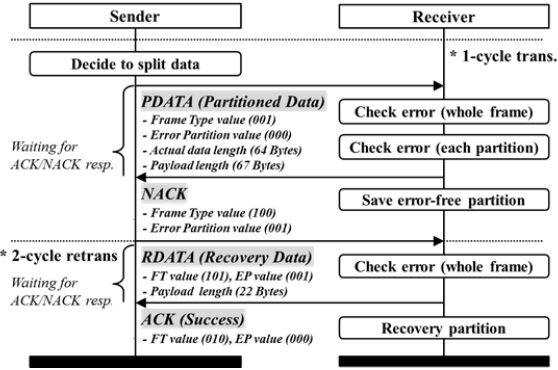 Sender
Receiver
* 1-cycle trans.
Decide to split data
PDATA (Partitioned Data)
- Frame Type value (001)
- Error Partition value (000)
- Actual data length (64 Bytes)
- Payload length (67 Bytes)
Waiting for
ACK/NACK resp.
Check error (whole frame)
Check error (each partition)
NACK
- Frame Type value (100)
- Error Partition value (001)
Save error-free partition
* 2-cycle retrans
RDATA (Recovery Data)
- FT value (101), EP value (001)
- Payload length (22 Bytes)
Waiting for
ACK/NACK resp.
Check error (whole frame)
ACK (Success)
- FT value (010), EP value (000)
Recovery partition